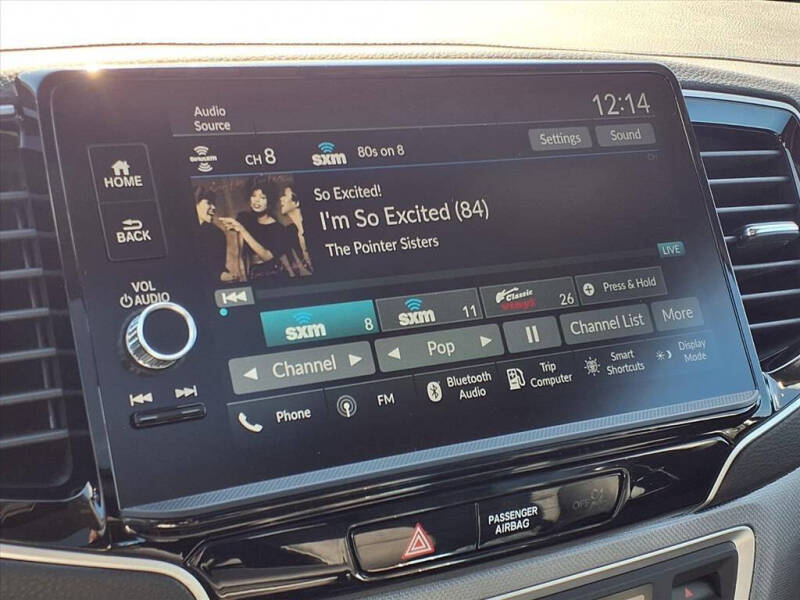 Audio
Source
12:14
Settings
Sound
SIRIUSXM
CH 8
sxm
80s on 8
HOME
BACK
So Excited!
I'm So Excited (84)
The Pointer Sisters
LIVE
VOL
AUDIO
sxm 8
sxm 11
Classic
26
Press & Hold
Channel
Pop
Channel List
More
Phone
FM
Bluetooth
Audio
Trip
Computer
Smart
Shortcuts
Display
Mode
PASSENGER
AIRBAG
OFF